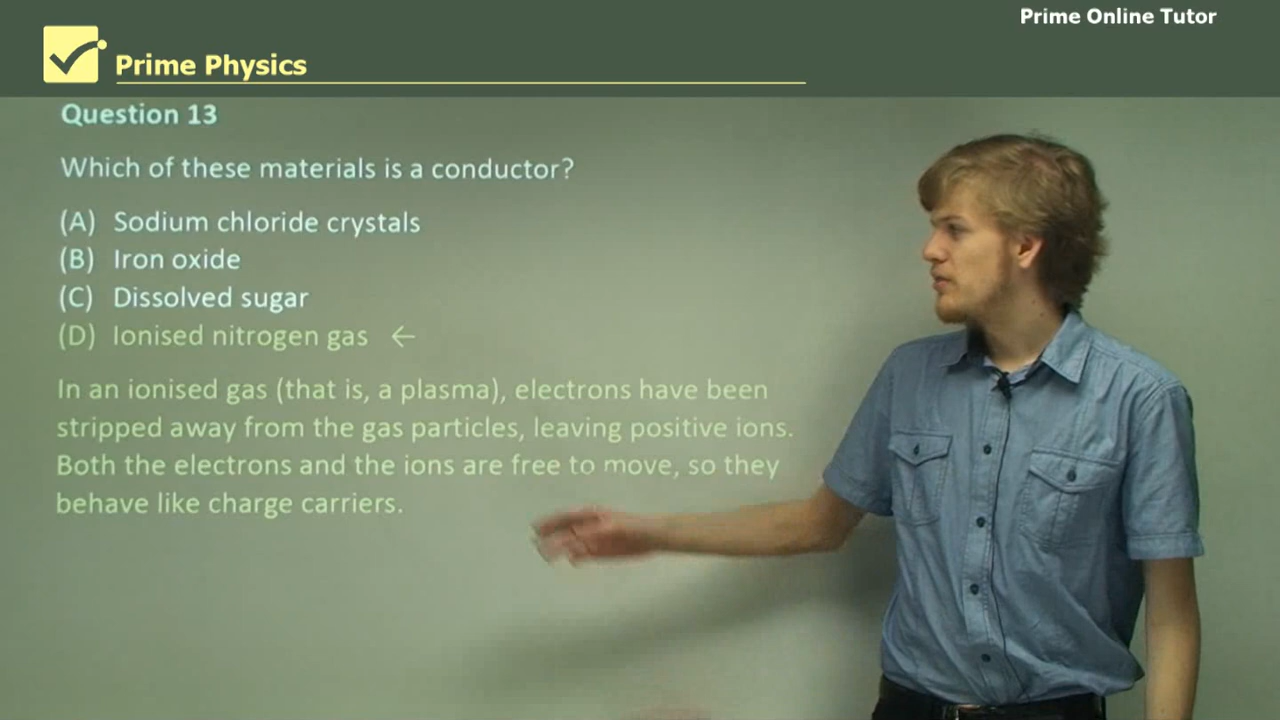 Prime Online Tutor
Prime Physics
Question 13
Which of these materials is a conductor?
(A) Sodium chloride crystals
(B) Iron oxide
(C) Dissolved sugar
(D) Ionised nitrogen gas ←
In an ionised gas (that is, a plasma), electrons have been
stripped away from the gas particles, leaving positive ions.
Both the electrons and the ions are free to move, so they
behave like charge carriers.